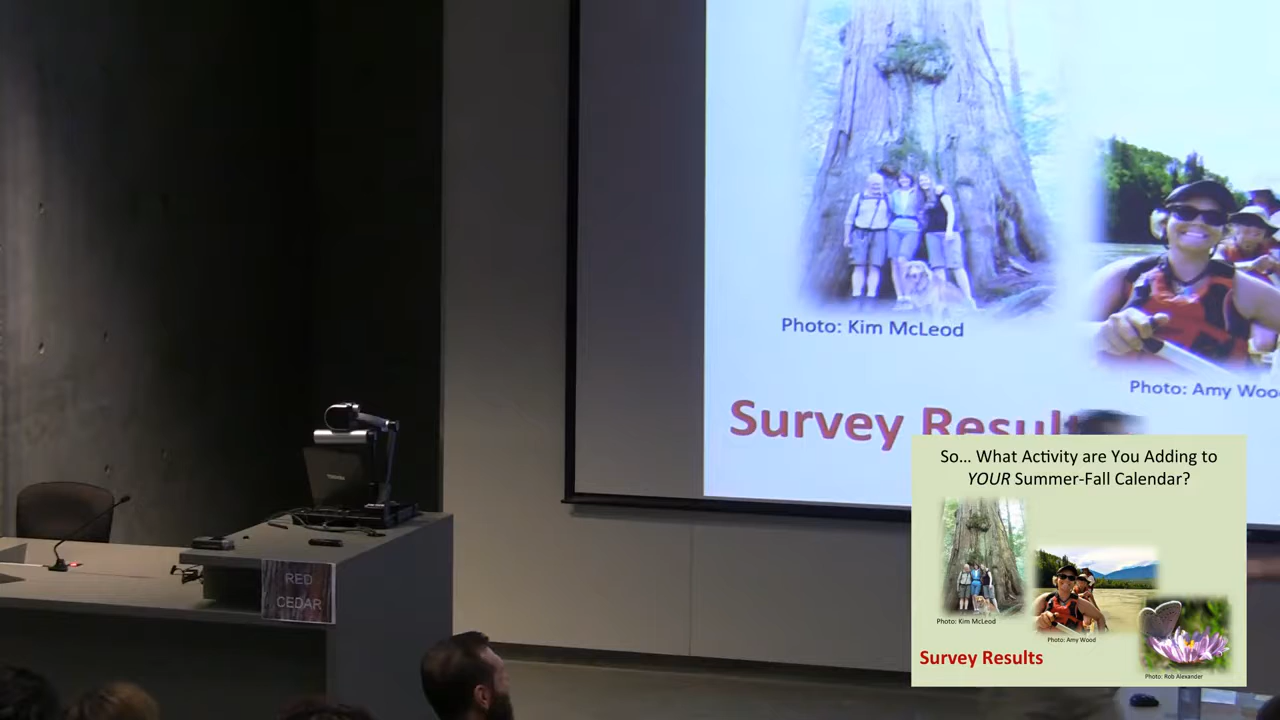 Photo: Kim McLeod
Photo: Amy Woo
Survey Results
RED
CEDAR
So... What Activity are You Adding to
YOUR Summer-Fall Calendar?
Photo: Kim McLeod
Photo: Amy Wood
Survey Results
Photo: Rob Alexander